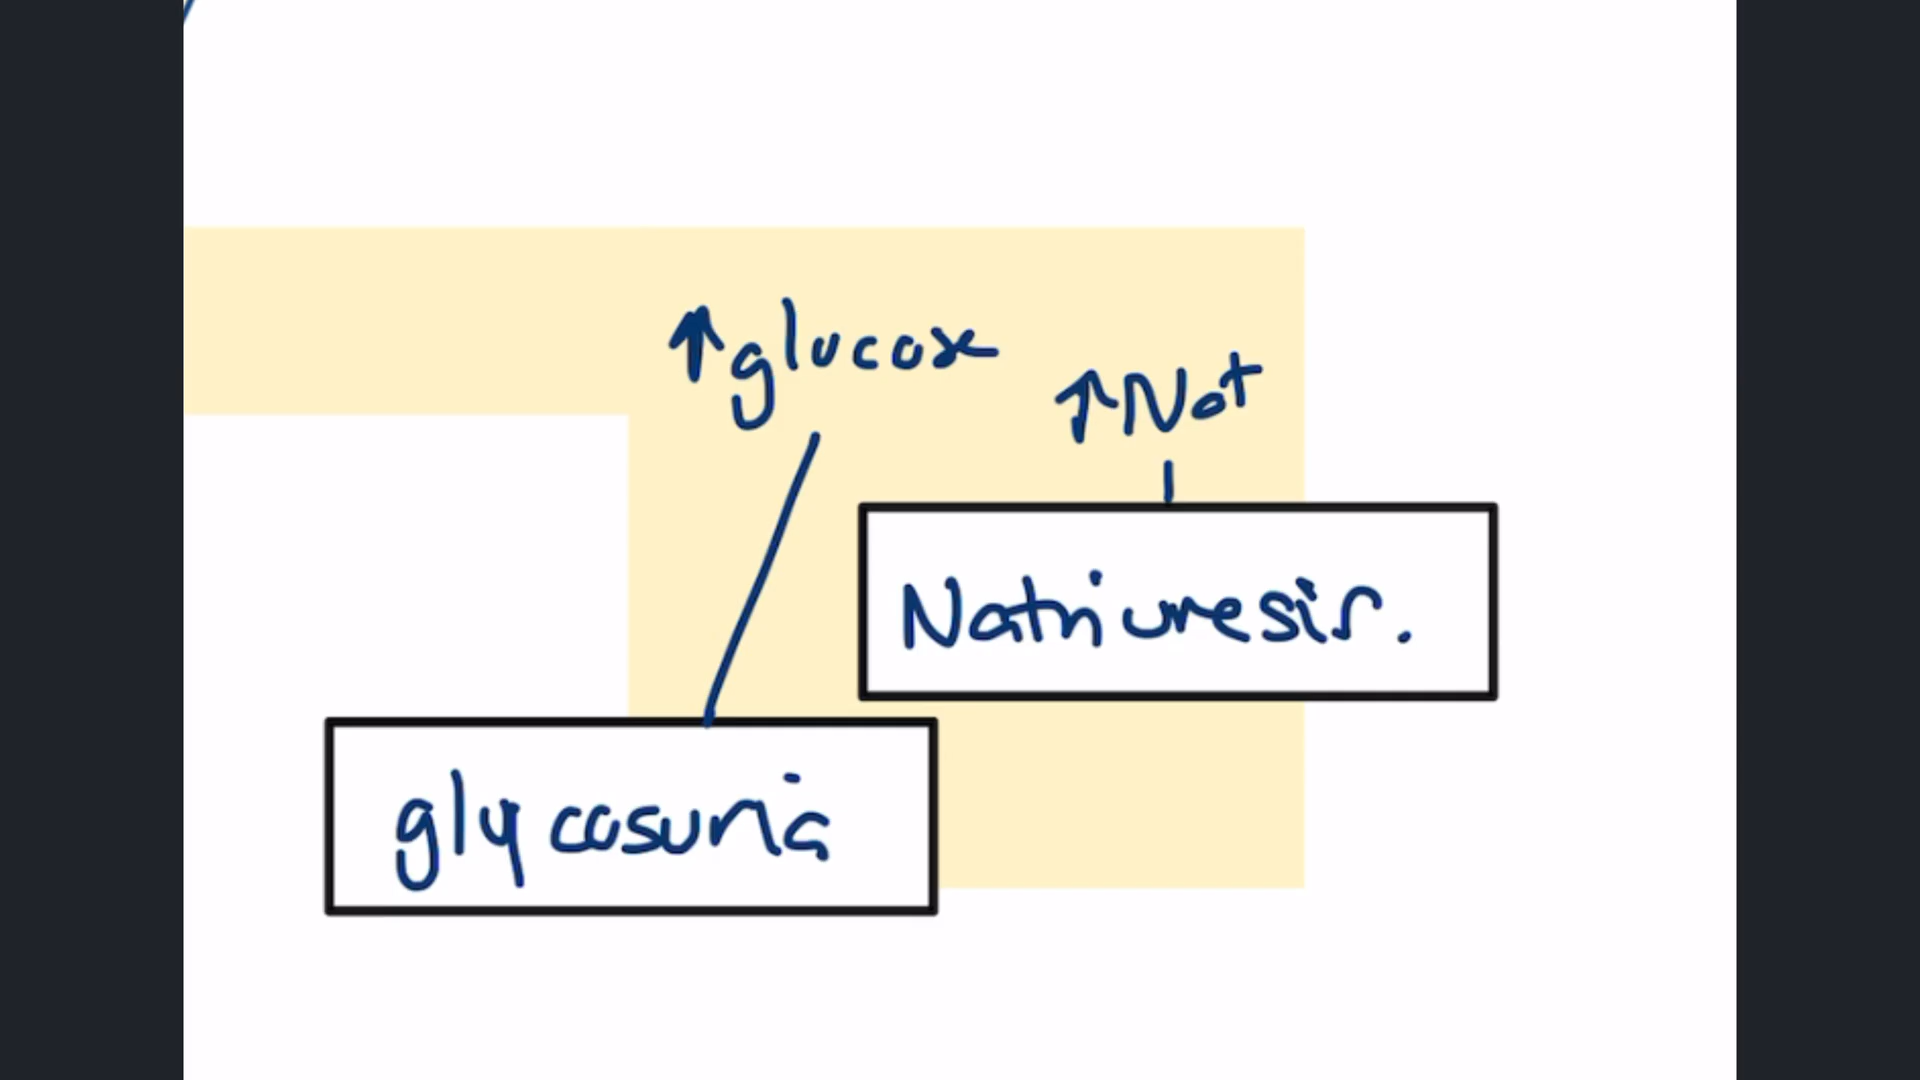 ↑glucose
↑Na+
Natriuresis.
glycosuria